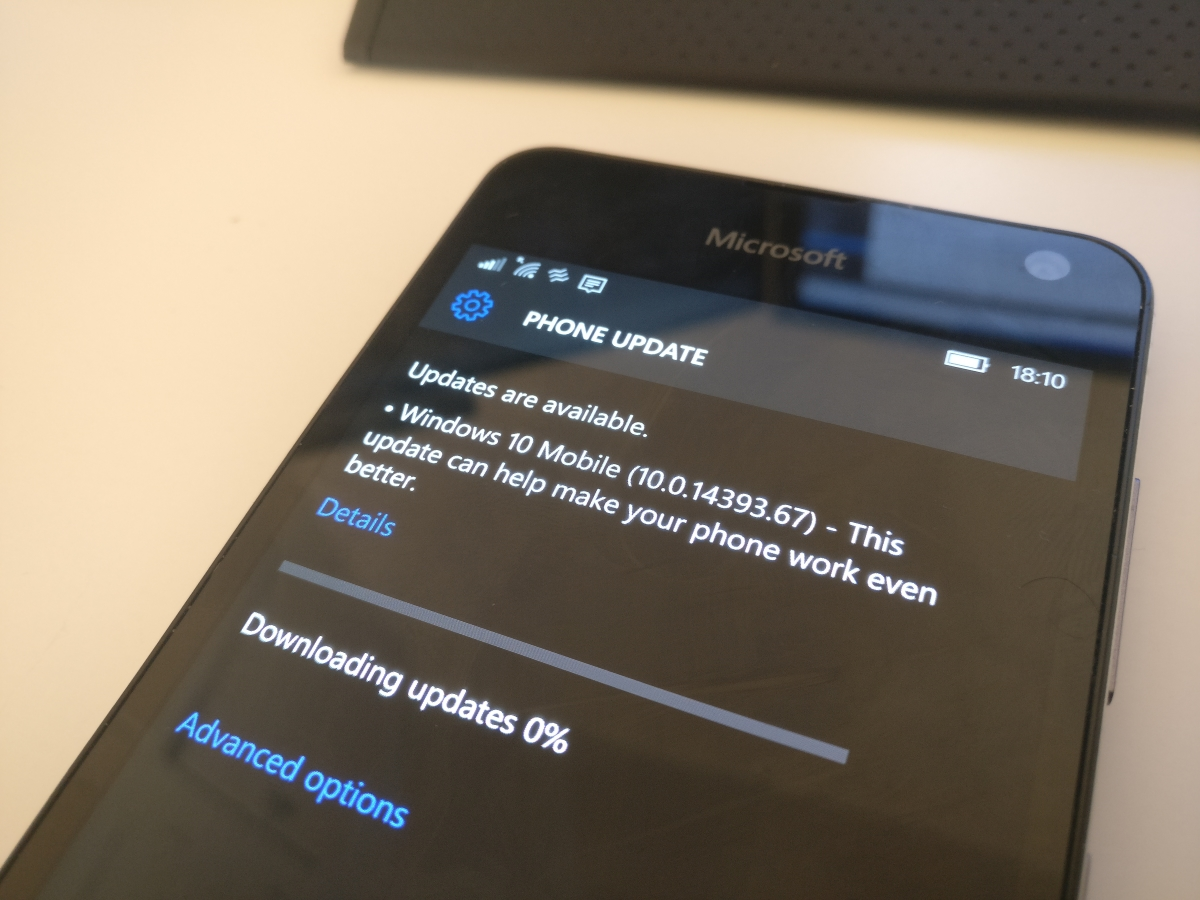 Microsoft
18:10
PHONE UPDATE
Updates are available.
• Windows 10 Mobile (10.0.14393.67) - This
update can help make your phone work even
better.
Details
Downloading updates 0%
Advanced options